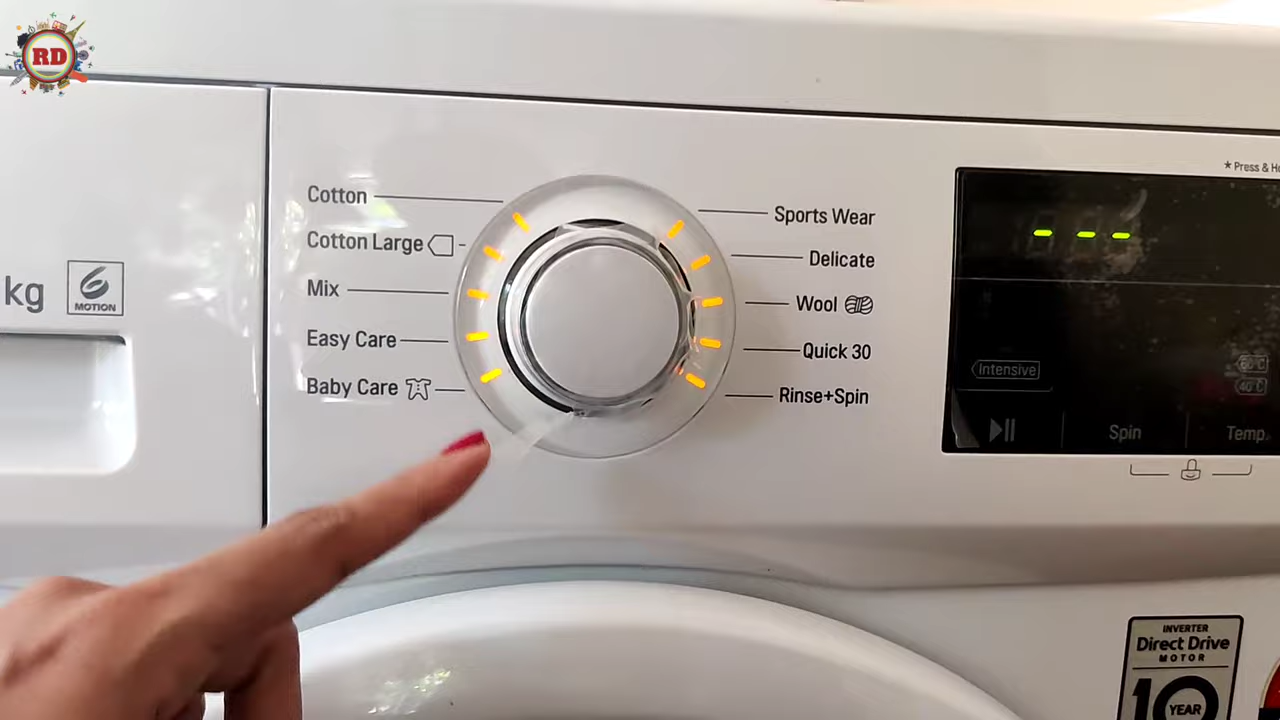 RD
kg
6
MOTION
Cotton
Cotton Large
Mix
Easy Care
Baby Care
Sports Wear
Delicate
Wool
Quick 30
Rinse+Spin
★ Press & Ho
- - -
Intensive
60°C
40°C
Spin
Temp.
INVERTER
Direct Drive
MOTOR
10 YEAR